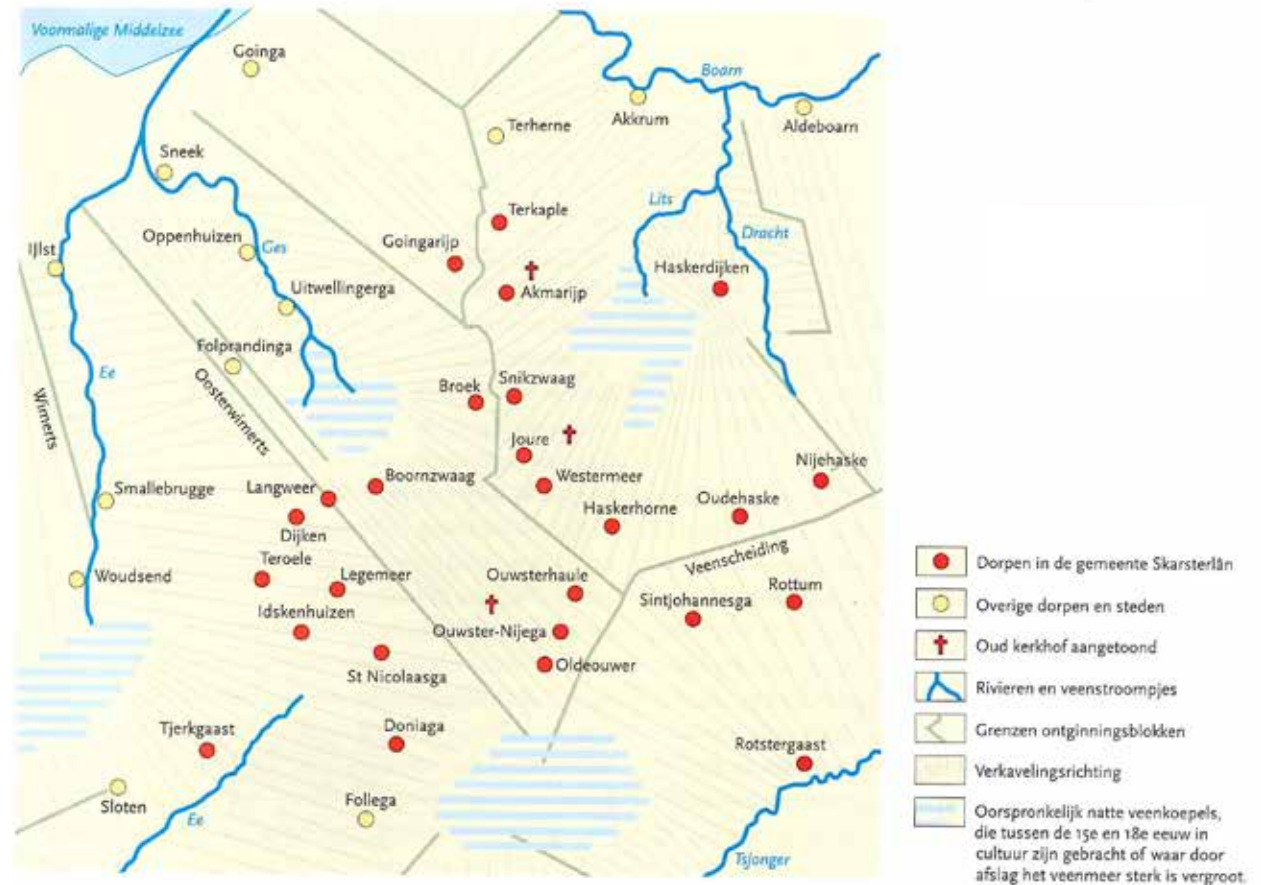 Voormalige Middelzee
Goinga
Boarn
Akkrum
Aldeboarn
Terherne
Sneek
Lits
Terkaple
Dracht
Oppenhuizen
Ges
Goingarijp
IJlst
Haskerdijken
Uitwellingerga
Akmarijp
Folprandinga
Ee
Oosterwimerts
Wimerts
Broek
Snikzwaag
Joure
Nijehaske
Boornzwaag
Westermeer
Smallebrugge
Langweer
Haskerhorne
Oudehaske
Dijken
Veenscheiding
Teroele
Woudsend
Legemeer
Ouwsterhaule
Rottum
Sintjohannesga
Idskenhuizen
Ouwster-Nijega
Oldeouwer
St Nicolaasga
Tjerkgaast
Doniaga
Rotstergaast
Sloten
Follega
Ee
Tsjonger
Dorpen in de gemeente Skarsterlân
Overige dorpen en steden
Oud kerkhof aangetoond
Rivieren en veenstroompjes
Grenzen ontginningsblokken
Verkavelingsrichting
Oorspronkelijk natte veenkoepels,
die tussen de 15e en 18e eeuw in
cultuur zijn gebracht of waar door
afslag het veenmeer sterk is vergroot.